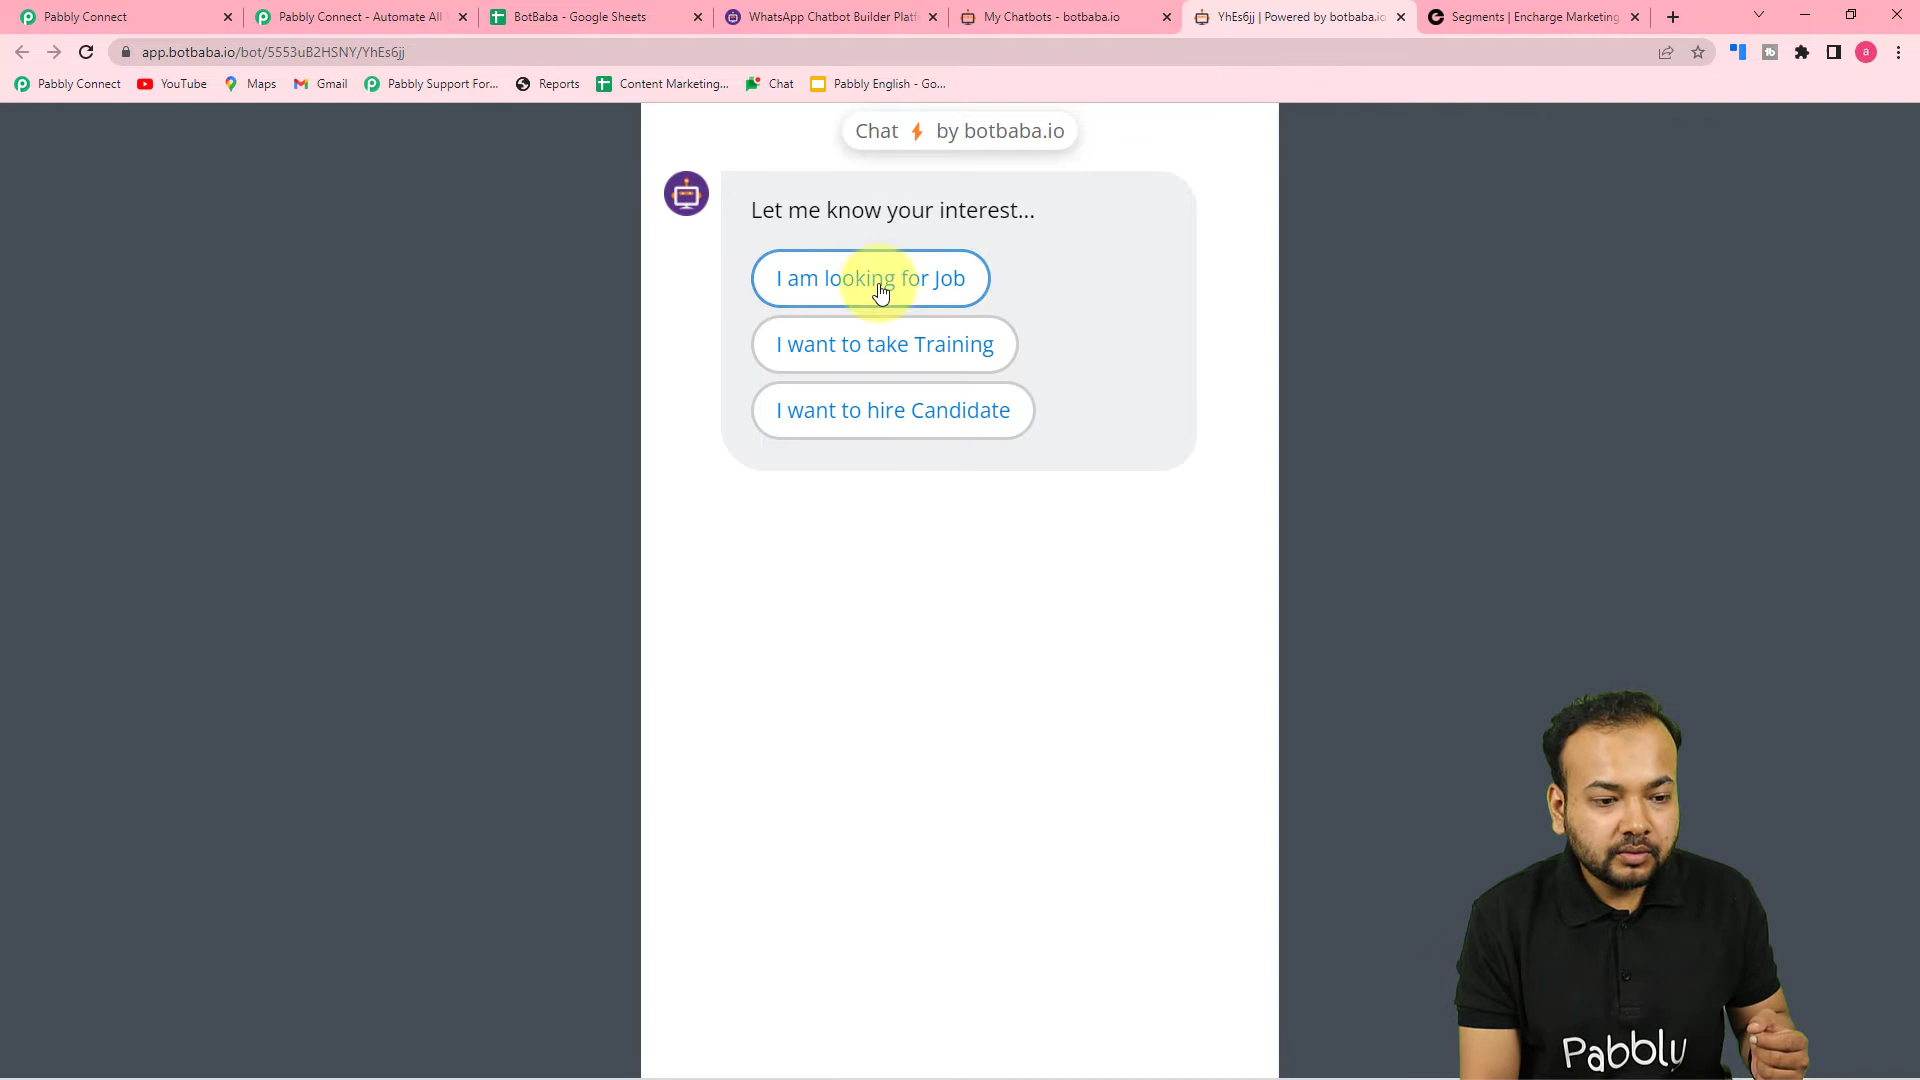 Pabbly Connect
Pabbly Connect - Automate All
BotBaba - Google Sheets
WhatsApp Chatbot Builder Platf
My Chatbots - botbaba.io
YhEs6jj | Powered by botbaba.io
Segments | Encharge Marketing
app.botbaba.io/bot/5553uB2HSNY/YhEs6jj
a
Pabbly Connect
YouTube
Maps
Gmail
Pabbly Support For...
Reports
Content Marketing...
Chat
Pabbly English - Go...
Chat by botbaba.io
Let me know your interest...
I am looking for Job
I want to take Training
I want to hire Candidate
Pabbly